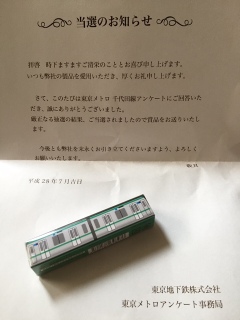 当選のお知らせ
拝啓 時下ますますご清栄のこととお喜び申し上げます。
いつも弊社の製品を愛用いただき、厚くお礼申し上げます。
さて、このたびは東京メトロ 千代田線アンケートにご回答いた
だき、誠にありがとうございました。
厳正なる抽選の結果、ご当選されましたので賞品をお送りいたし
ます。
今後とも弊社を末永くお引き立てくださいますよう、よろしく
お願いいたします。
敬具
平成28年7月吉日
東京地下鉄株式会社
東京メトロアンケート事務局